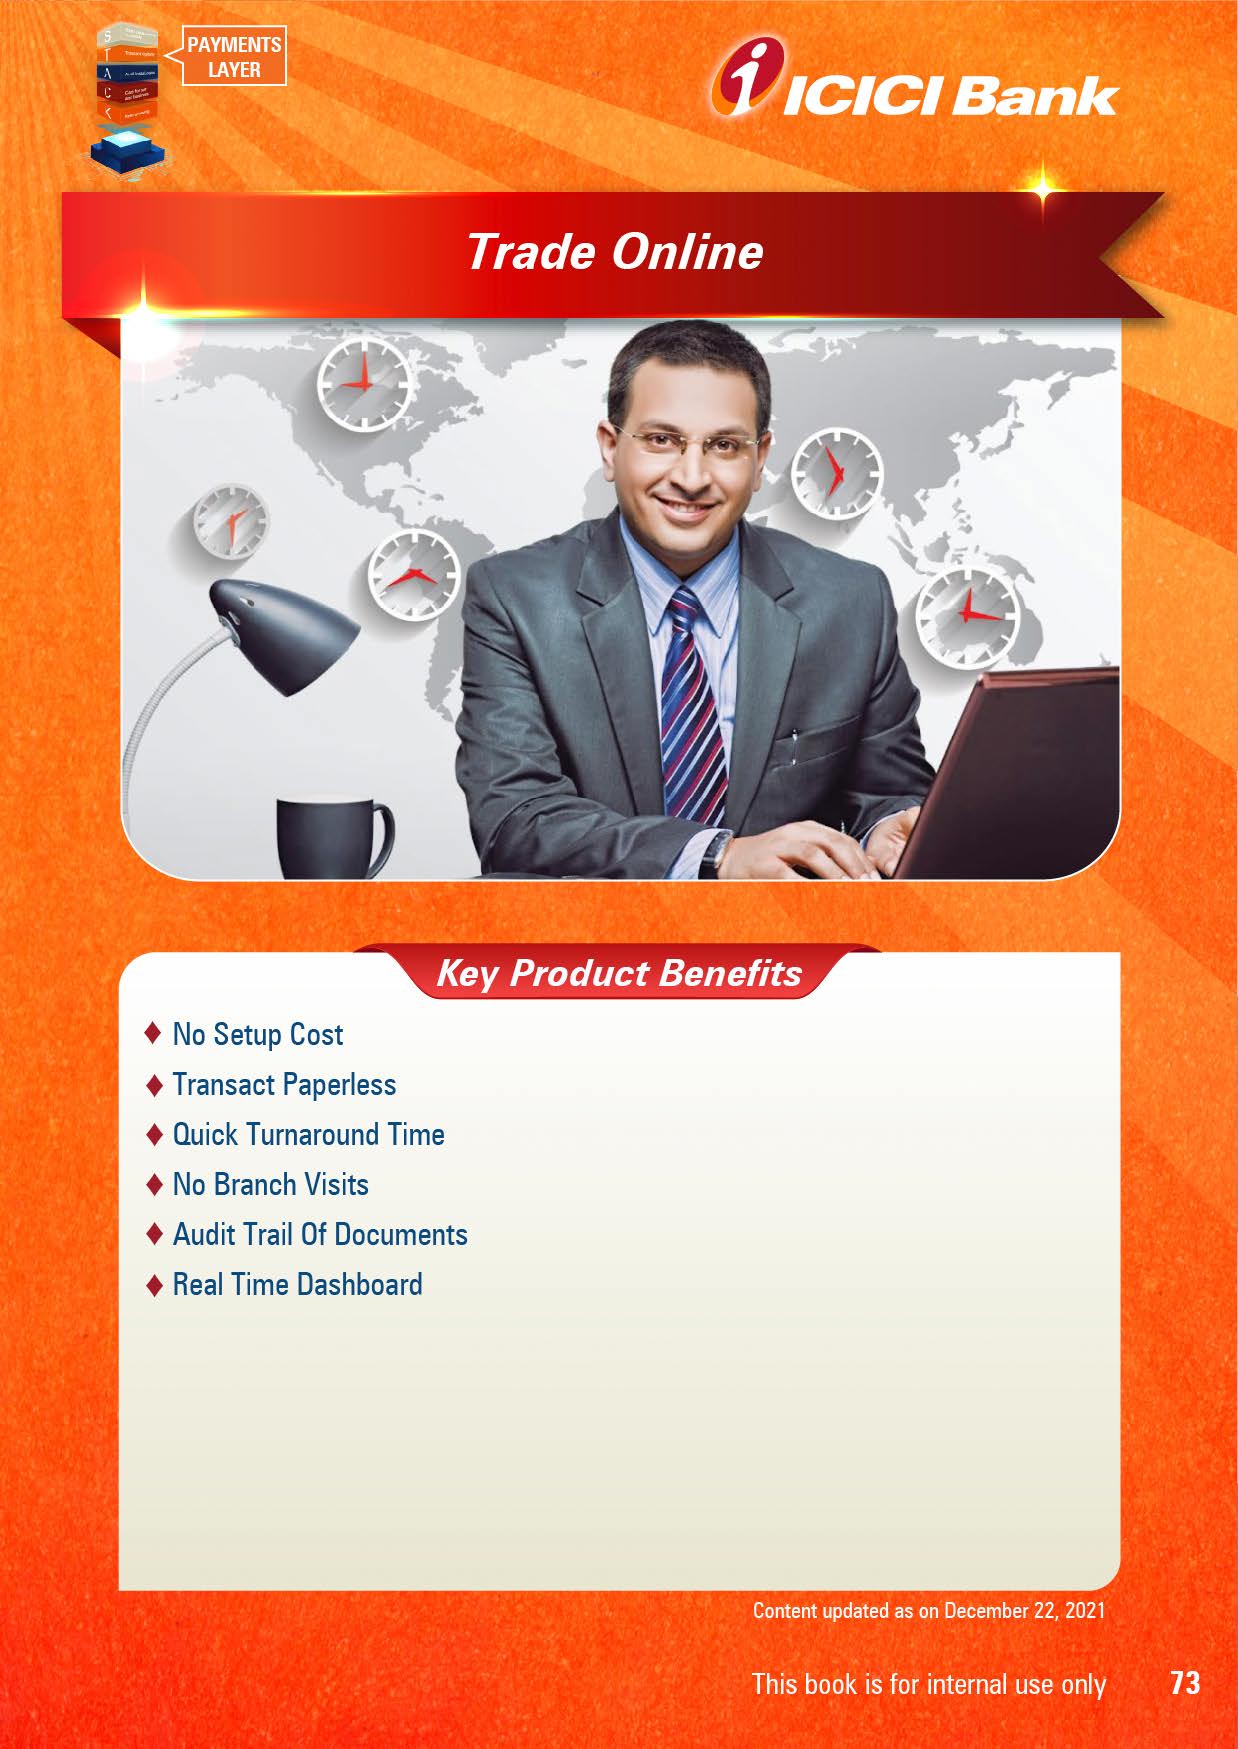 S
T
A
C
K
PAYMENTS
LAYER
ICICI Bank
Trade Online
Key Product Benefits
No Setup Cost
Transact Paperless
Quick Turnaround Time
No Branch Visits
Audit Trail Of Documents
Real Time Dashboard
Content updated as on December 22, 2021
This book is for internal use only 73